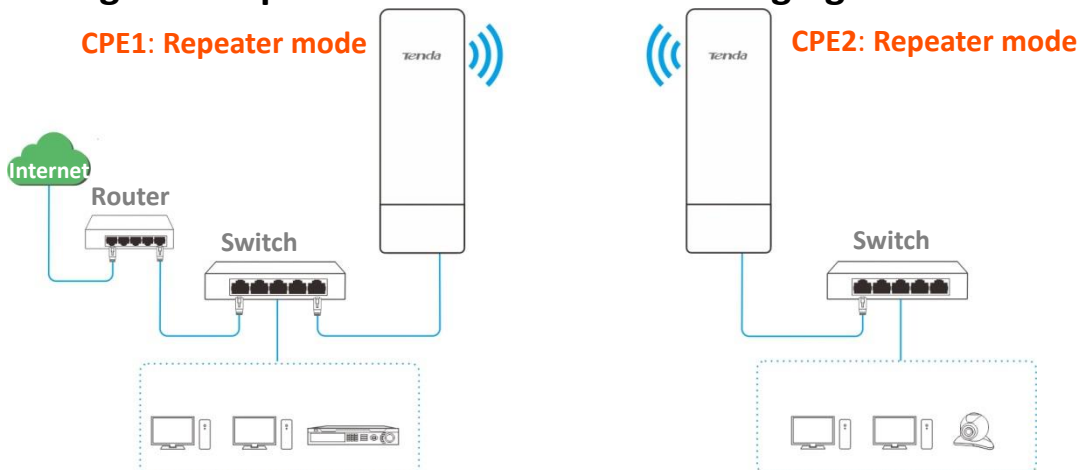 CPE1: Repeater mode
CPE2: Repeater mode
Tenda
Tenda
Internet
Router
Switch
Switch